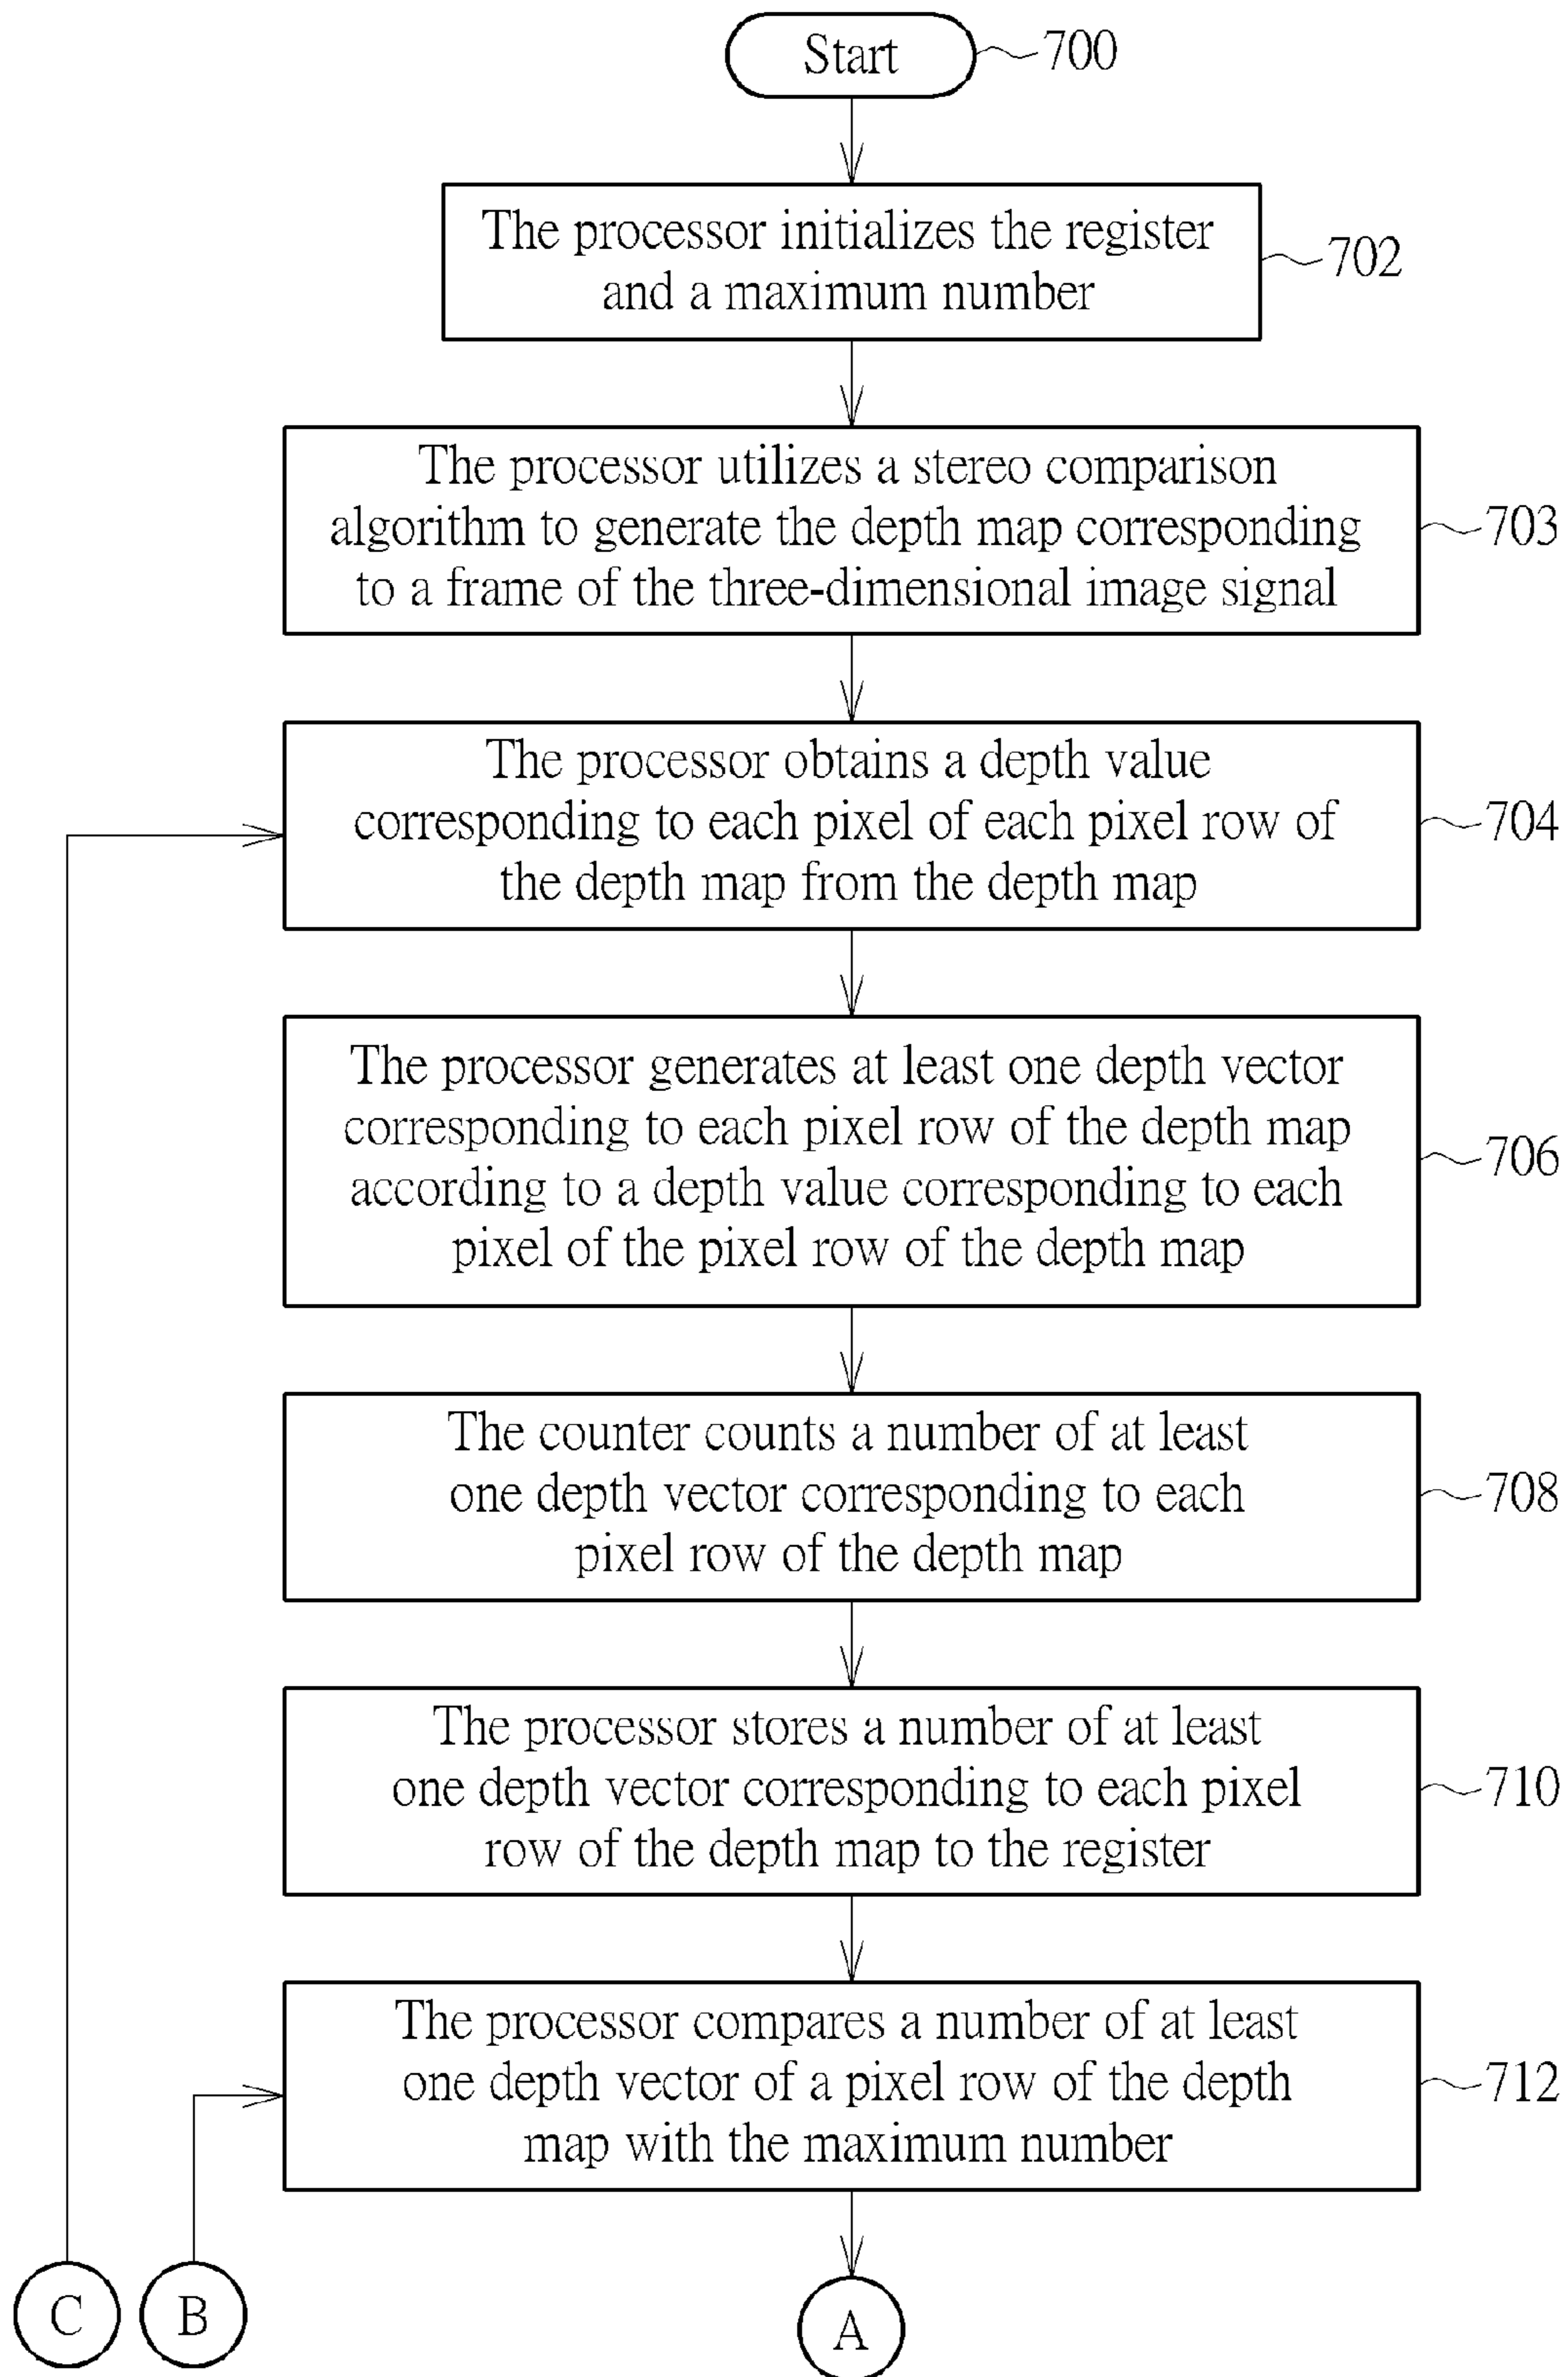 Start
700
The processor initializes the register
and a maximum number
702
The processor utilizes a stereo comparison
algorithm to generate the depth map corresponding
to a frame of the three-dimensional image signal
703
The processor obtains a depth value
corresponding to each pixel of each pixel row of
the depth map from the depth map
704
The processor generates at least one depth vector
corresponding to each pixel row of the depth map
according to a depth value corresponding to each
pixel of the pixel row of the depth map
706
The counter counts a number of at least
one depth vector corresponding to each
pixel row of the depth map
708
The processor stores a number of at least
one depth vector corresponding to each pixel
row of the depth map to the register
710
The processor compares a number of at least
one depth vector of a pixel row of the depth
map with the maximum number
712
C
B
A